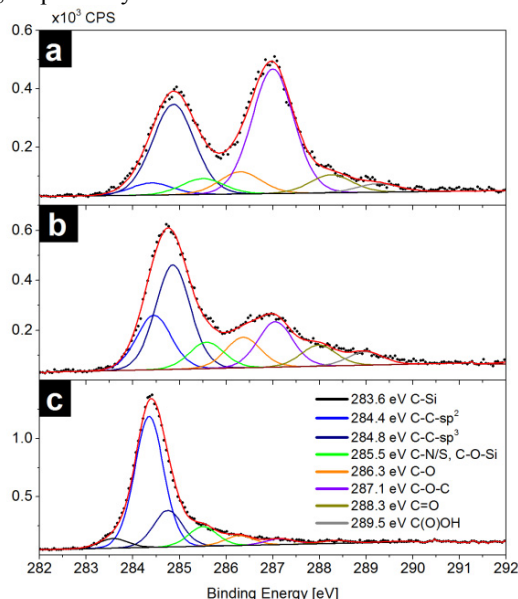 x10³ CPS
0.6
a
0.4
0.2
b
0.6
0.4
0.2
c
1.0
0.5
283.6 eV C-Si
284.4 eV C-C-sp²
284.8 eV C-C-sp³
285.5 eV C-N/S, C-O-Si
286.3 eV C-O
287.1 eV C-O-C
288.3 eV C=O
289.5 eV C(O)OH
282 283 284 285 286 287 288 289 290 291 292
Binding Energy [eV]